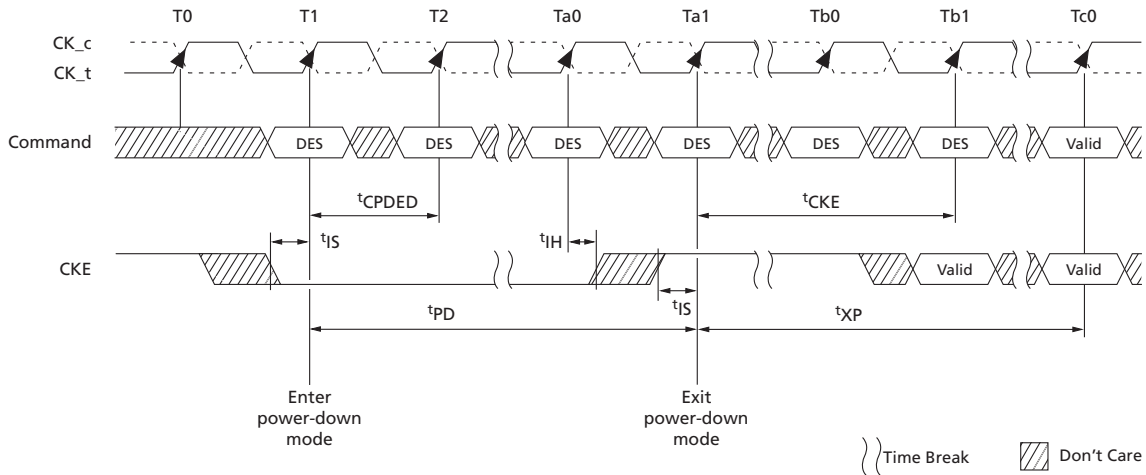 T0 T1 T2 Ta0 Ta1 Tb0 Tb1 Tc0
CK_c
CK_t
Command DES DES DES DES DES DES Valid
tCPDED tCKE
tIS tIH
CKE Valid Valid
tIS
tPD tXP
Enter
power-down
mode
Exit
power-down
mode
Time Break Don't Care